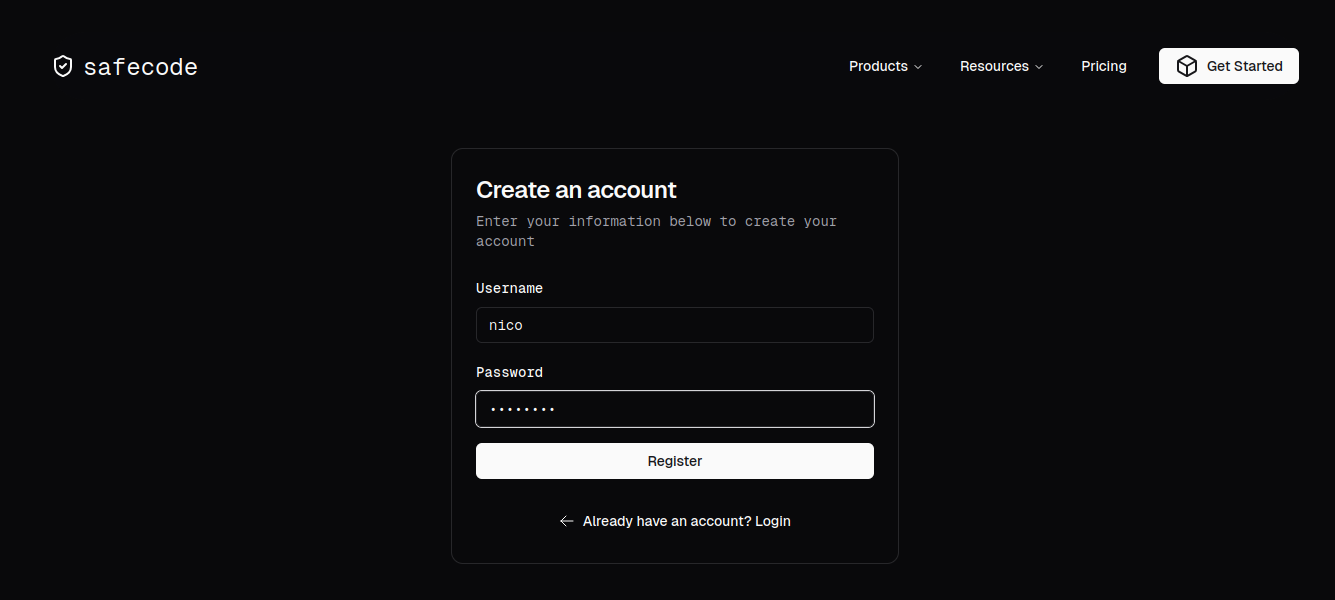 safecode
Products
Resources
Pricing
Get Started
Create an account
Enter your information below to create your
account
Username
nico
Password
••••••••
Register
Already have an account? Login